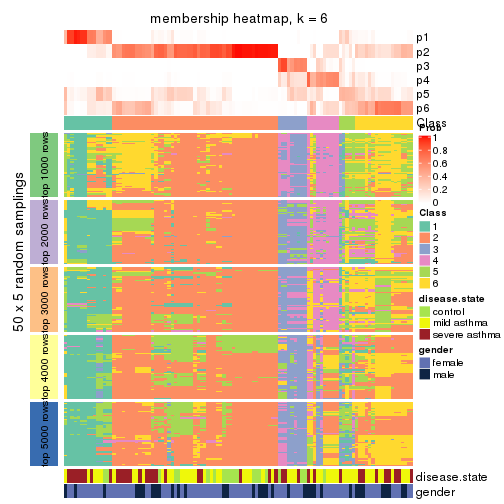 membership heatmap, k = 6
p1
p2
p3
p4
p5
p6
Class
Prob
1
0.8
0.6
0.4
0.2
0
Class
1
2
3
4
5
6
disease.state
control
mild asthma
severe asthma
gender
female
male
50 x 5 random samplings
top 1000 rows
top 2000 rows
top 3000 rows
top 4000 rows
top 5000 rows
disease.state
gender